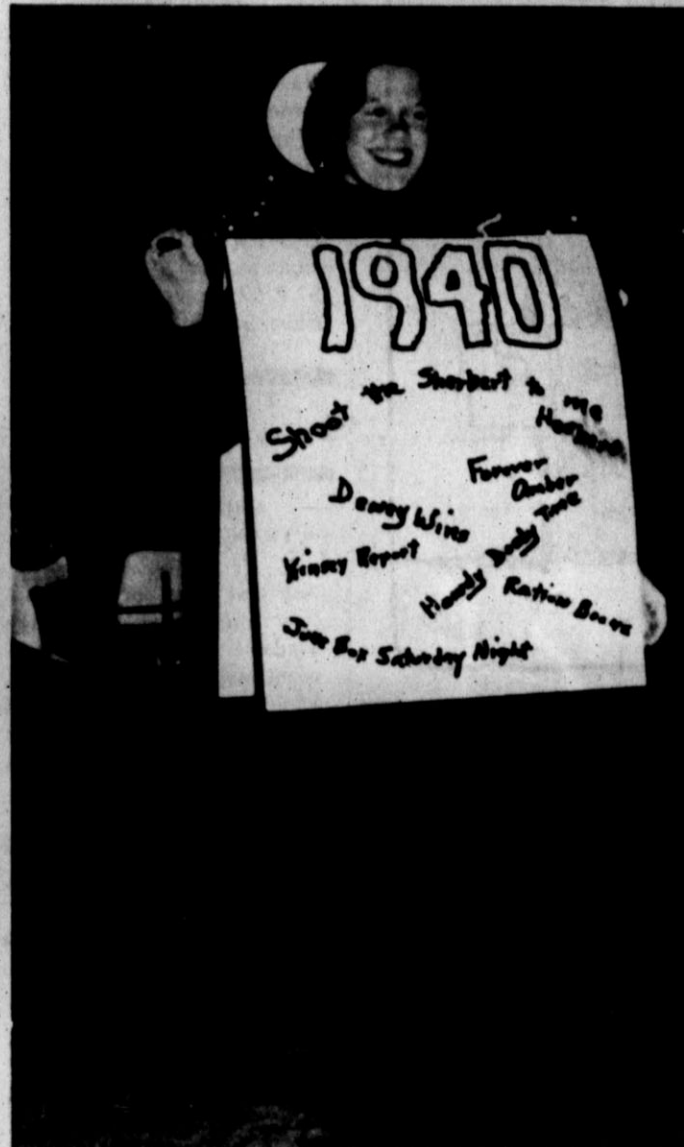 1940
Shoot the Sherbert to me
Herman
Forever
Amber
Dewey Wins
Howdy Doody Time
Kinsey Report
Ration Books
Juke Box Saturday Night